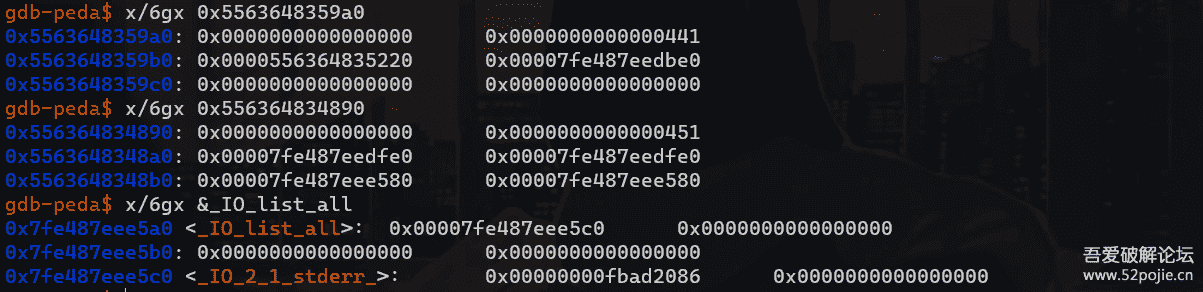 gdb-peda$ x/6gx 0x5563648359a0
0x5563648359a0: 0x0000000000000000 0x0000000000000441
0x5563648359b0: 0x0000556364835220 0x00007fe487eedbe0
0x5563648359c0: 0x0000000000000000 0x0000000000000000
gdb-peda$ x/6gx 0x556364834890
0x556364834890: 0x0000000000000000 0x0000000000000451
0x5563648348a0: 0x00007fe487eedfe0 0x00007fe487eedfe0
0x5563648348b0: 0x00007fe487eee580 0x00007fe487eee580
gdb-peda$ x/6gx &_IO_list_all
0x7fe487eee5a0 <_IO_list_all>: 0x00007fe487eee5c0 0x0000000000000000
0x7fe487eee5b0: 0x0000000000000000 0x0000000000000000
0x7fe487eee5c0 <_IO_2_1_stderr_>: 0x00000000fbad2086 0x0000000000000000
吾爱破解论坛
www.52pojie.cn